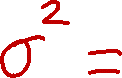 σ² =